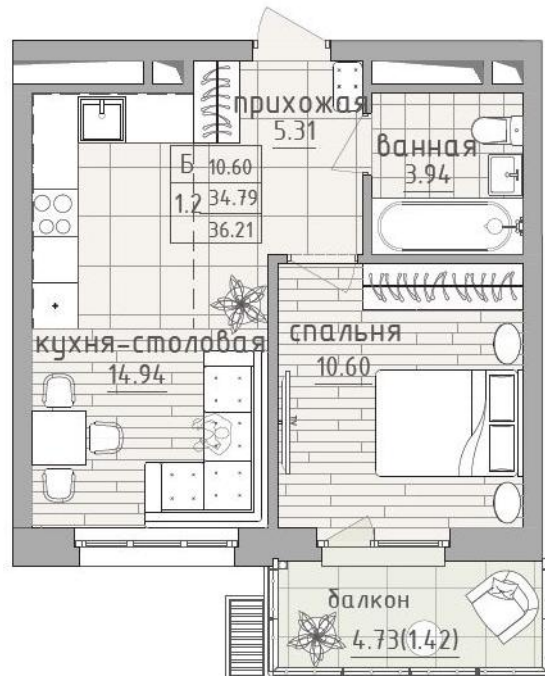 прихожая
5.31
ванная
3.94
Б 10.60
1.2 34.79
36.21
спальня
10.60
кухня-столовая
14.94
TV
балкон
4.73(1.42)